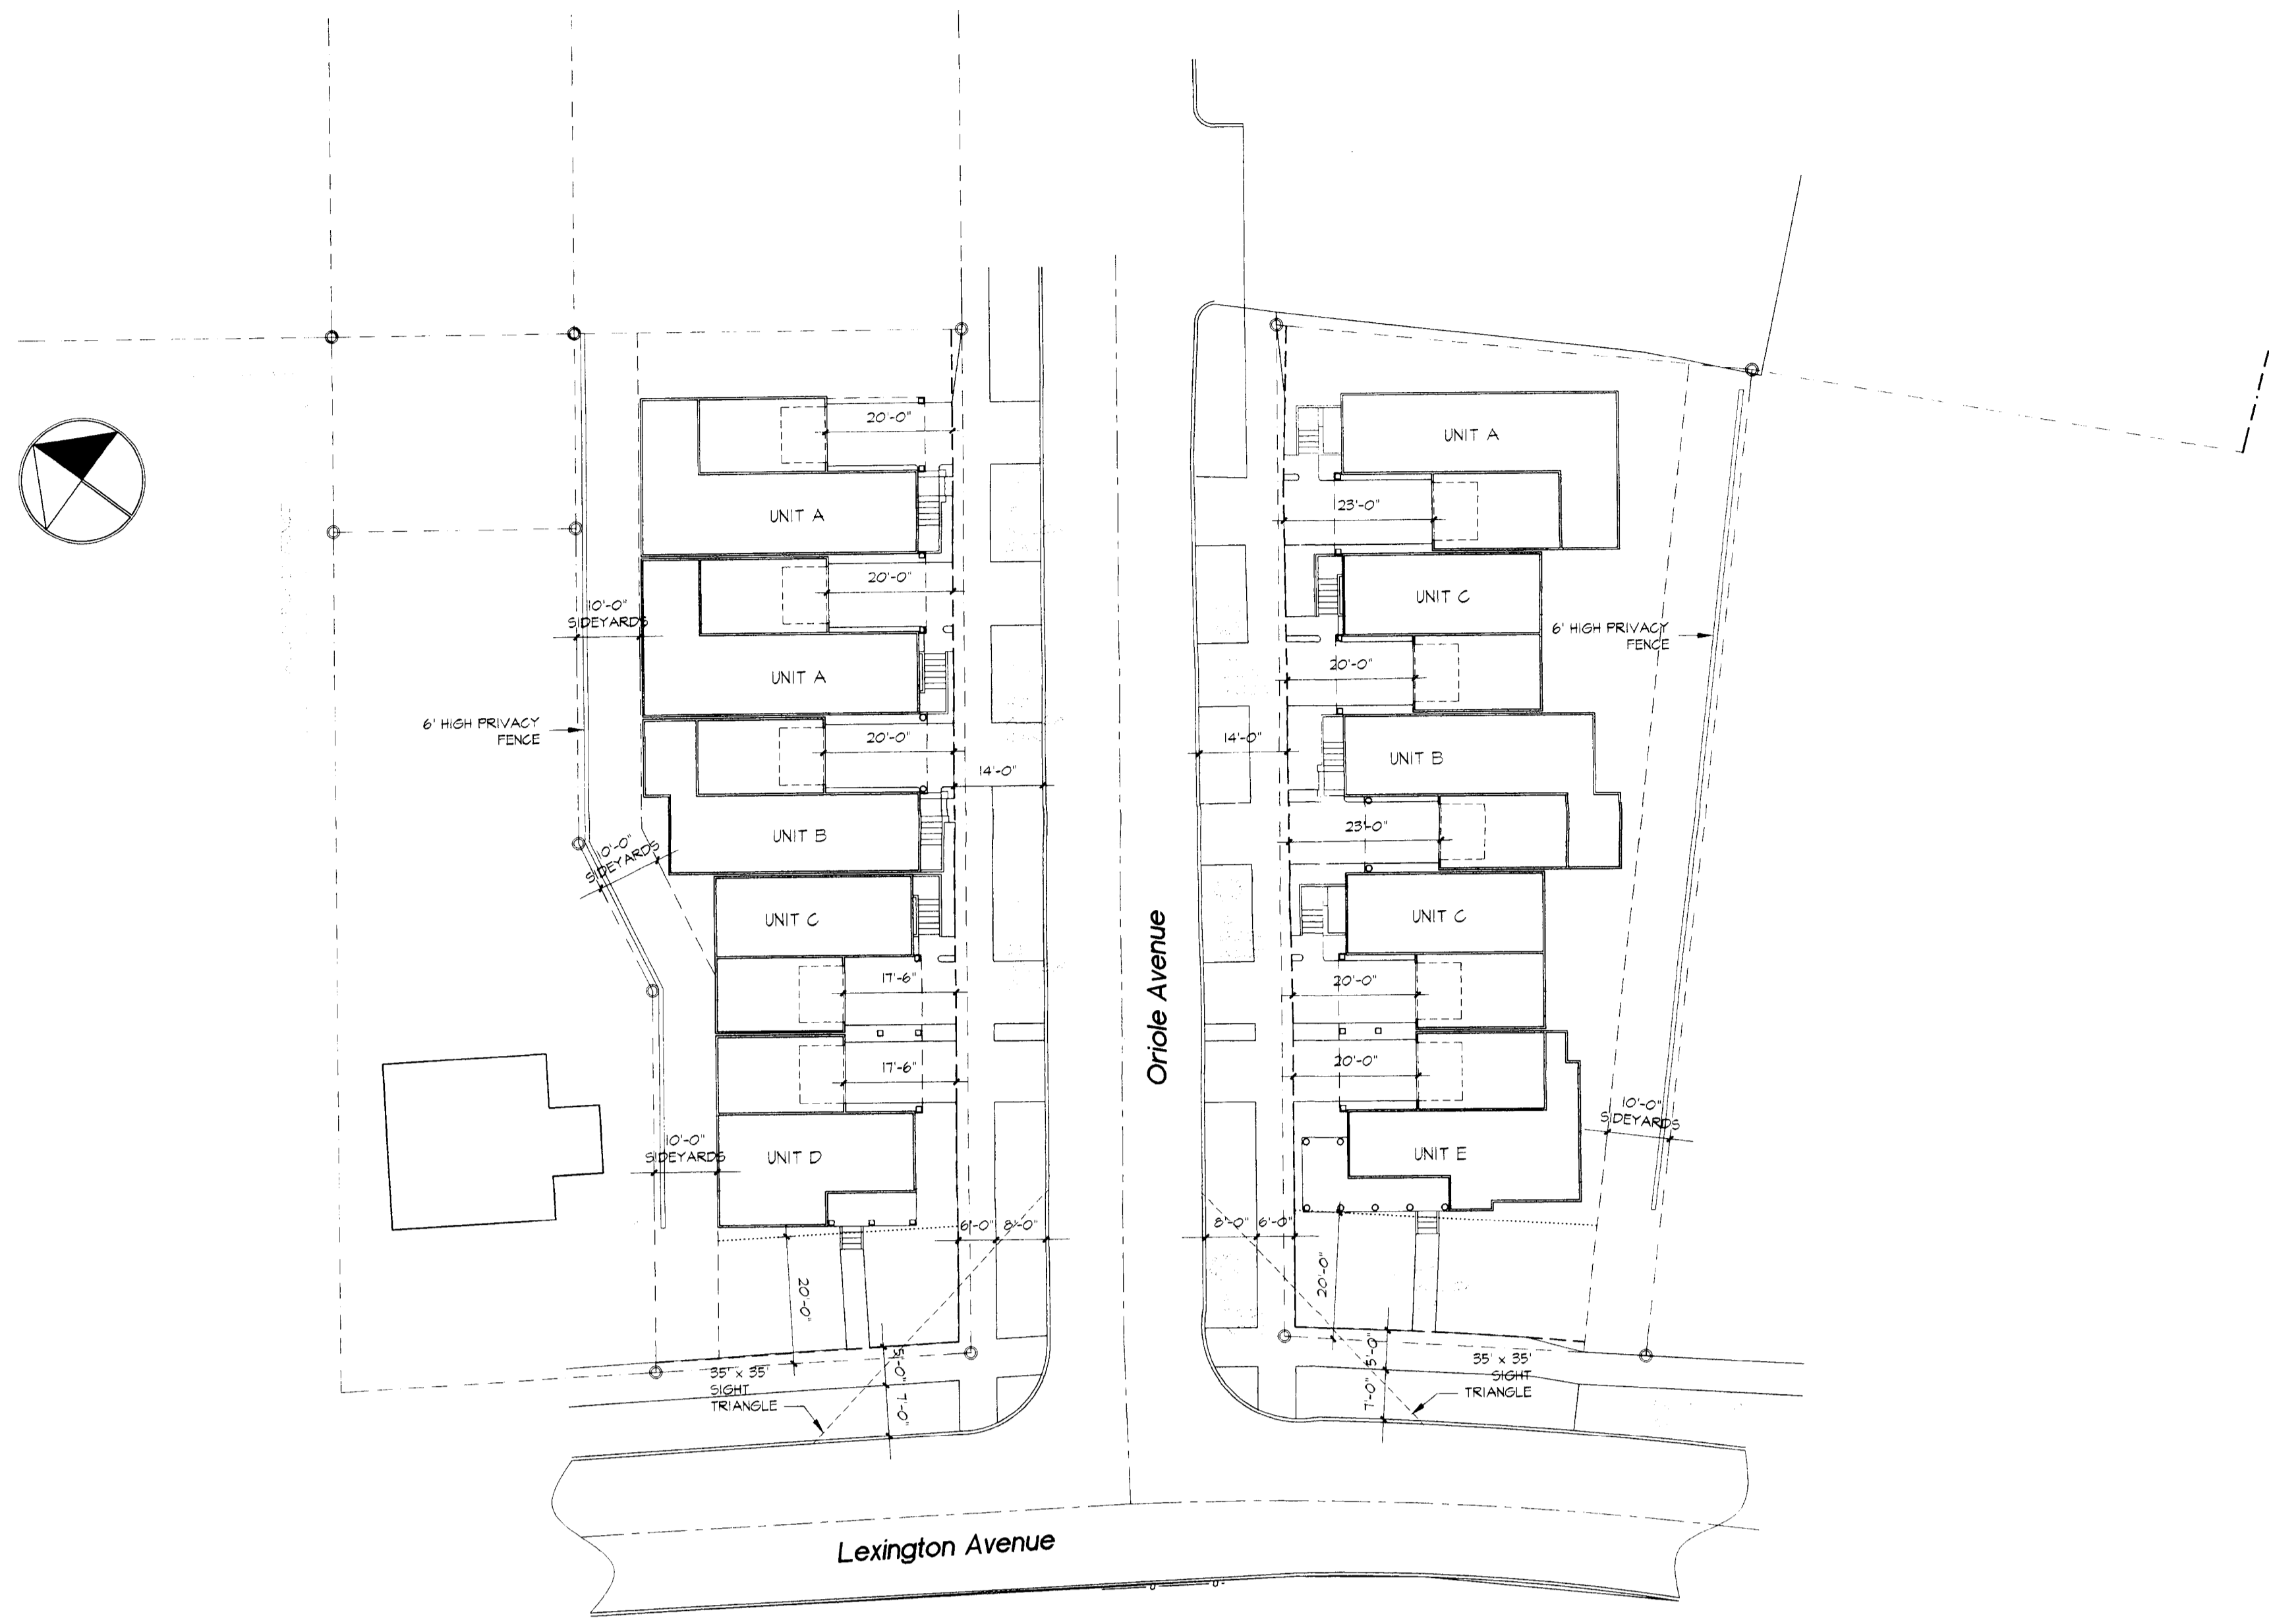 20'-0"
UNIT A
UNIT A
23'-0"
20'-0"
UNIT C
10'-0"
SIDEYARDS
6' HIGH PRIVACY
FENCE
20'-0"
UNIT A
6' HIGH PRIVACY
FENCE
20'-0"
14'-0"
14'-0"
UNIT B
UNIT B
23'-0"
10'-0"
SIDEYARDS
UNIT C
UNIT C
17'-6"
20'-0"
Oriole Avenue
17'-6"
20'-0"
10'-0"
SIDEYARDS
10'-0"
SIDEYARDS
UNIT D
UNIT E
6'-0"
8'-0"
8'-0"
6'-0"
20'-0"
20'-0"
5'-0"
7'-0"
5'-0"
7'-0"
35' x 35'
SIGHT
TRIANGLE
35' x 35'
SIGHT
TRIANGLE
Lexington Avenue